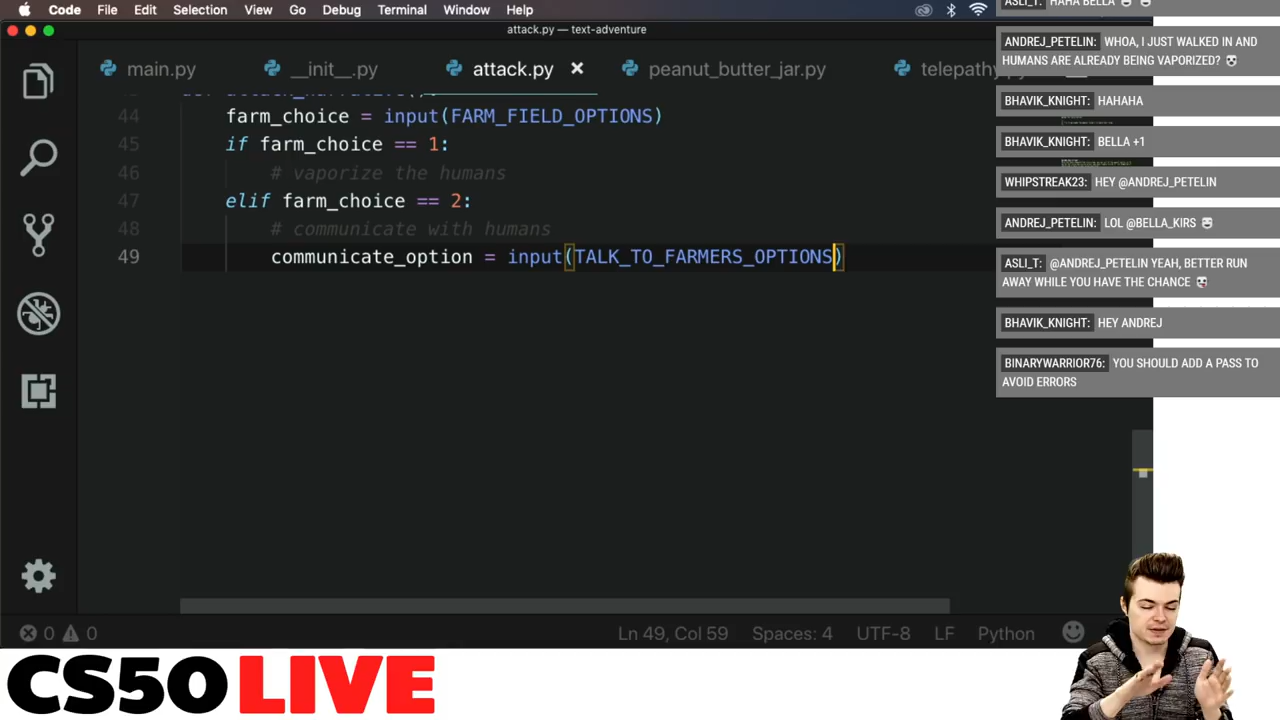 Code File Edit Selection View Go Debug Terminal Window Help
attack.py — text-adventure
main.py __init__.py attack.py × peanut_butter_jar.py telepathy.py
44 farm_choice = input(FARM_FIELD_OPTIONS)
45 if farm_choice == 1:
46 # vaporize the humans
47 elif farm_choice == 2:
48 # communicate with humans
49 communicate_option = input(TALK_TO_FARMERS_OPTIONS)
0 0 Ln 49, Col 59 Spaces: 4 UTF-8 LF Python
ASLI_T: HAHA BELLA
ANDREJ_PETELIN: WHOA, I JUST WALKED IN AND
HUMANS ARE ALREADY BEING VAPORIZED?
BHAVIK_KNIGHT: HAHAHA
BHAVIK_KNIGHT: BELLA +1
WHIPSTREAK23: HEY @ANDREJ_PETELIN
ANDREJ_PETELIN: LOL @BELLA_KIRS
ASLI_T: @ANDREJ_PETELIN YEAH, BETTER RUN
AWAY WHILE YOU HAVE THE CHANCE
BHAVIK_KNIGHT: HEY ANDREJ
BINARYWARRIOR76: YOU SHOULD ADD A PASS TO
AVOID ERRORS
CS50 LIVE